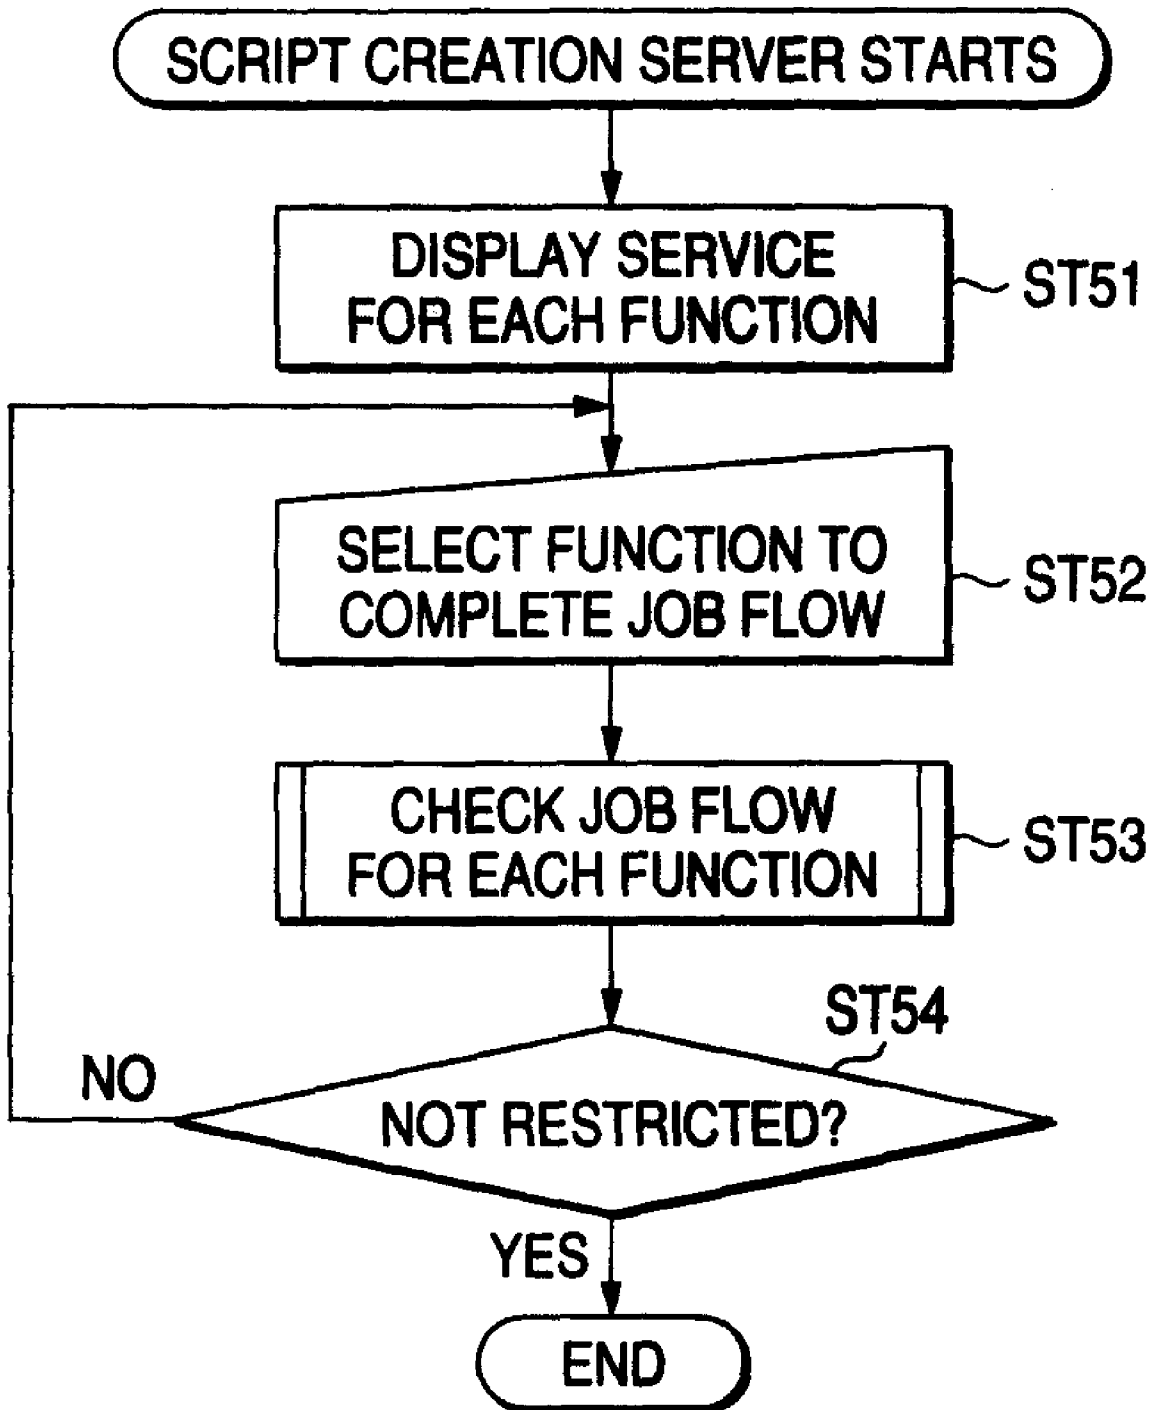 SCRIPT CREATION SERVER STARTS
DISPLAY SERVICE
FOR EACH FUNCTION
ST51
SELECT FUNCTION TO
COMPLETE JOB FLOW
ST52
CHECK JOB FLOW
FOR EACH FUNCTION
ST53
ST54
NO
NOT RESTRICTED?
YES
END